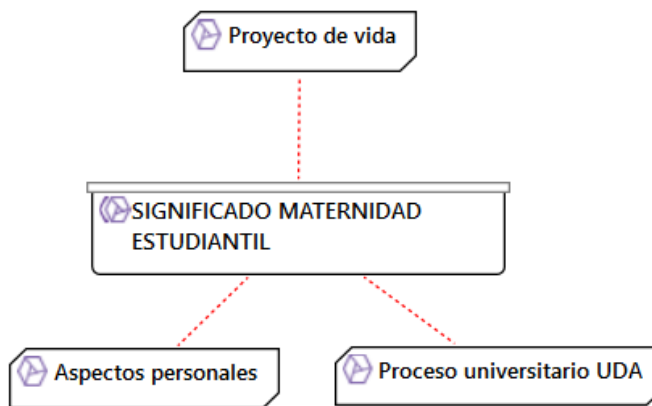 Proyecto de vida
SIGNIFICADO MATERNIDAD
ESTUDIANTIL
Aspectos personales
Proceso universitario UDA